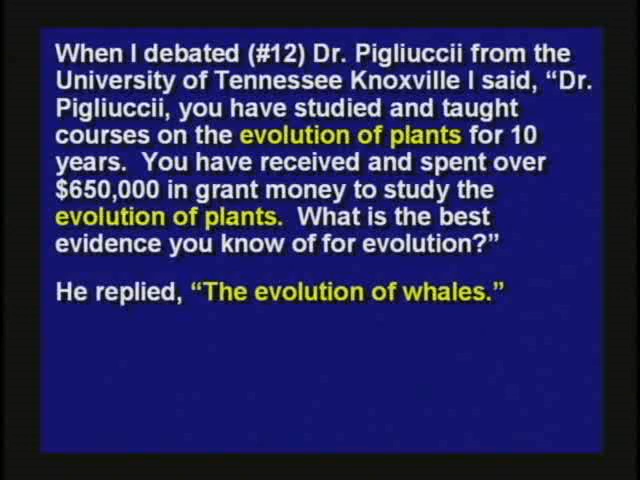 When I debated (#12) Dr. Pigliuccii from the
University of Tennessee Knoxville I said, “Dr.
Pigliuccii, you have studied and taught
courses on the evolution of plants for 10
years.  You have received and spent over
$650,000 in grant money to study the
evolution of plants.  What is the best
evidence you know of for evolution?”
He replied, “The evolution of whales.”